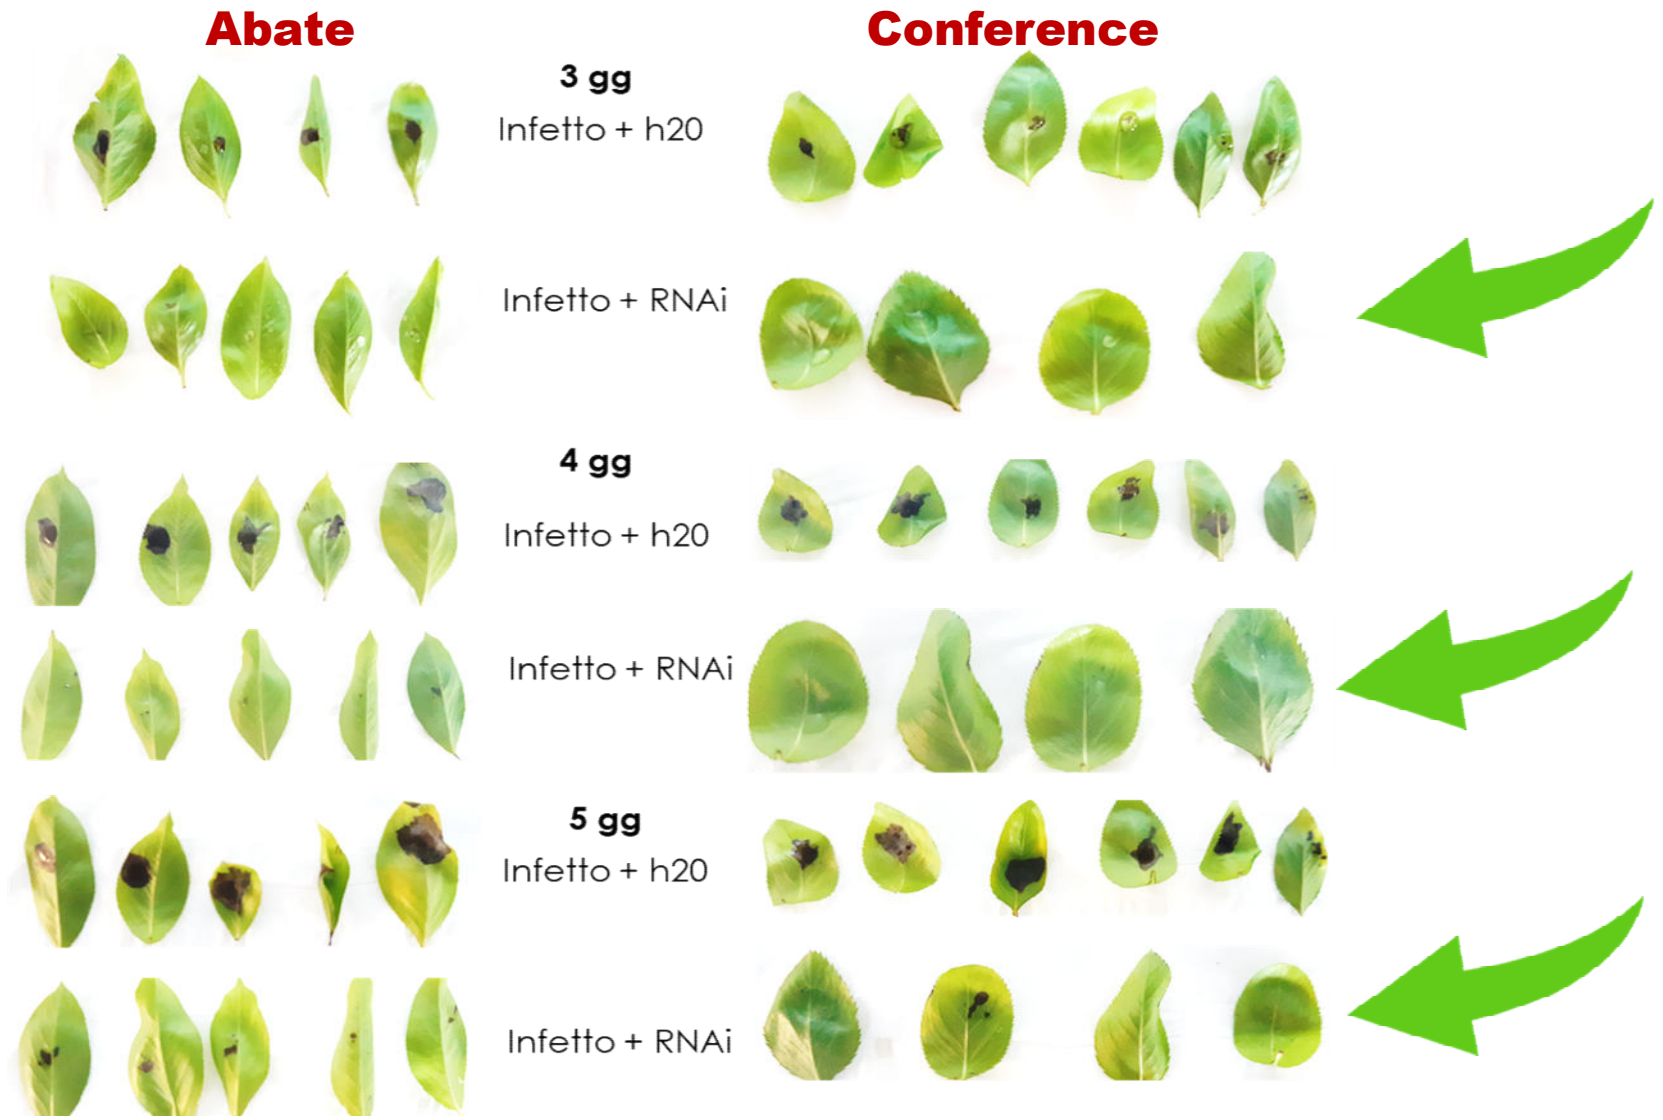 Abate
Conference
3 gg
Infetto + h20
Infetto + RNAi
4 gg
Infetto + h20
Infetto + RNAi
5 gg
Infetto + h20
Infetto + RNAi